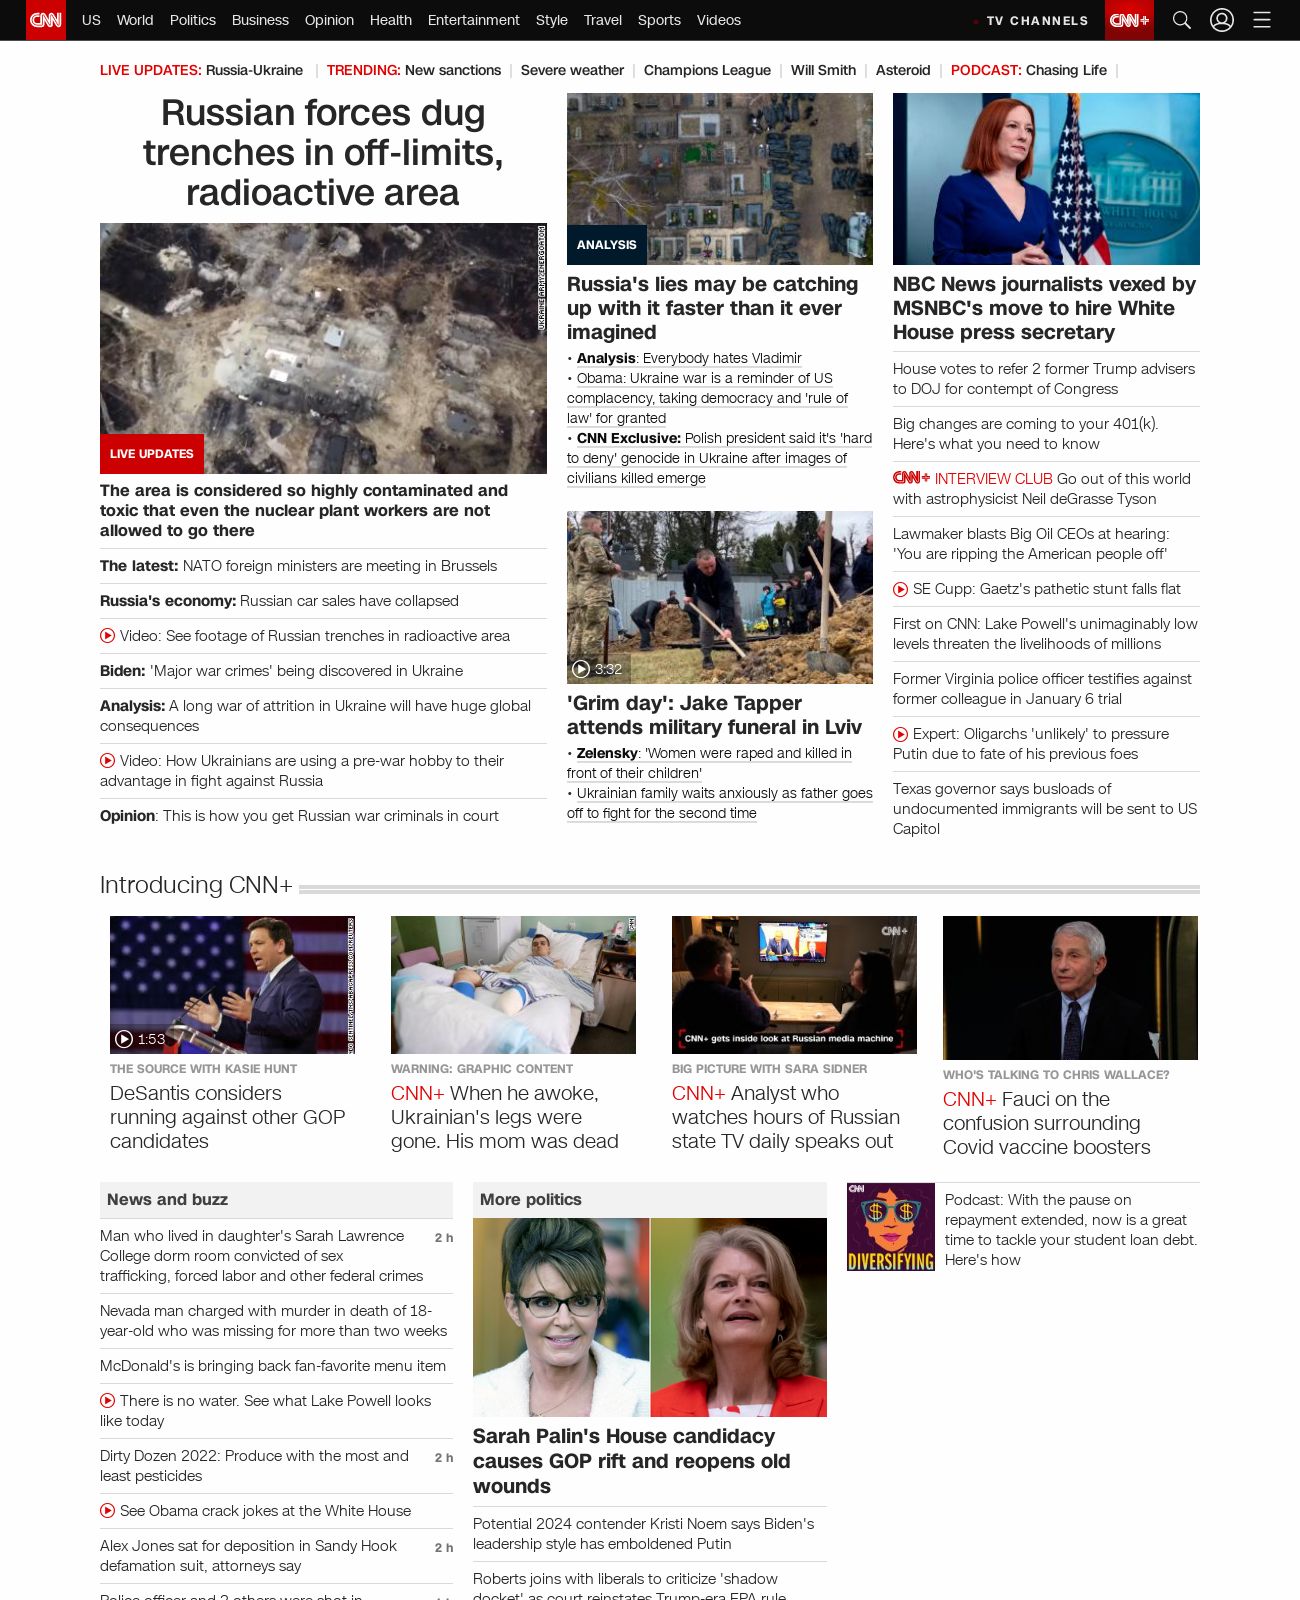 CNN US World Politics Business Opinion Health Entertainment Style Travel Sports Videos TV CHANNELS CNN+
LIVE UPDATES: Russia-Ukraine TRENDING: New sanctions Severe weather Champions League Will Smith Asteroid PODCAST: Chasing Life
Russian forces dug
trenches in off-limits,
radioactive area
UKRAINE ARMY/ENERGOATOM
LIVE UPDATES
The area is considered so highly contaminated and
toxic that even the nuclear plant workers are not
allowed to go there
The latest: NATO foreign ministers are meeting in Brussels
Russia's economy: Russian car sales have collapsed
Video: See footage of Russian trenches in radioactive area
Biden: 'Major war crimes' being discovered in Ukraine
Analysis: A long war of attrition in Ukraine will have huge global
consequences
Video: How Ukrainians are using a pre-war hobby to their
advantage in fight against Russia
Opinion: This is how you get Russian war criminals in court
ANALYSIS
Russia's lies may be catching
up with it faster than it ever
imagined
• Analysis: Everybody hates Vladimir
• Obama: Ukraine war is a reminder of US
complacency, taking democracy and 'rule of
law' for granted
• CNN Exclusive: Polish president said it's 'hard
to deny' genocide in Ukraine after images of
civilians killed emerge
3:32
'Grim day': Jake Tapper
attends military funeral in Lviv
• Zelensky: 'Women were raped and killed in
front of their children'
• Ukrainian family waits anxiously as father goes
off to fight for the second time
THE WHITE HOUSE
WASHINGTON
NBC News journalists vexed by
MSNBC's move to hire White
House press secretary
House votes to refer 2 former Trump advisers
to DOJ for contempt of Congress
Big changes are coming to your 401(k).
Here's what you need to know
CNN+ INTERVIEW CLUB Go out of this world
with astrophysicist Neil deGrasse Tyson
Lawmaker blasts Big Oil CEOs at hearing:
'You are ripping the American people off'
SE Cupp: Gaetz's pathetic stunt falls flat
First on CNN: Lake Powell's unimaginably low
levels threaten the livelihoods of millions
Former Virginia police officer testifies against
former colleague in January 6 trial
Expert: Oligarchs 'unlikely' to pressure
Putin due to fate of his previous foes
Texas governor says busloads of
undocumented immigrants will be sent to US
Capitol
Introducing CNN+
1:53
THE SOURCE WITH KASIE HUNT
DeSantis considers
running against other GOP
candidates
WARNING: GRAPHIC CONTENT
CNN+ When he awoke,
Ukrainian's legs were
gone. His mom was dead
CNN+
CNN+ gets inside look at Russian media machine
BIG PICTURE WITH SARA SIDNER
CNN+ Analyst who
watches hours of Russian
state TV daily speaks out
WHO'S TALKING TO CHRIS WALLACE?
CNN+ Fauci on the
confusion surrounding
Covid vaccine boosters
News and buzz
Man who lived in daughter's Sarah Lawrence 2 h
College dorm room convicted of sex
trafficking, forced labor and other federal crimes
Nevada man charged with murder in death of 18-
year-old who was missing for more than two weeks
McDonald's is bringing back fan-favorite menu item
There is no water. See what Lake Powell looks
like today
Dirty Dozen 2022: Produce with the most and 2 h
least pesticides
See Obama crack jokes at the White House
Alex Jones sat for deposition in Sandy Hook 2 h
defamation suit, attorneys say
Police officer and 2 others were shot in
More politics
Sarah Palin's House candidacy
causes GOP rift and reopens old
wounds
Potential 2024 contender Kristi Noem says Biden's
leadership style has emboldened Putin
Roberts joins with liberals to criticize 'shadow
docket' as court reinstates Trump-era EPA rule
CNN
DIVERSIFYING
Podcast: With the pause on
repayment extended, now is a great
time to tackle your student loan debt.
Here's how